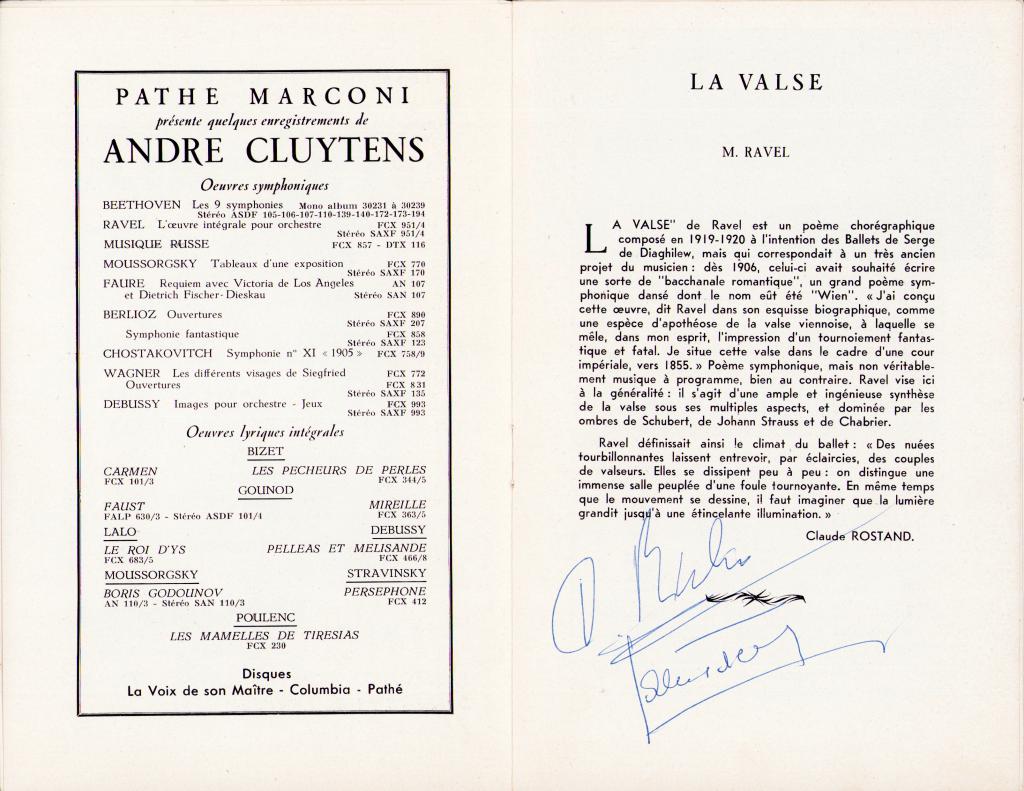 PATHE MARCONI
présente quelques enregistrements de
ANDRE CLUYTENS
Oeuvres symphoniques
BEETHOVEN Les 9 symphonies Mono album 30231 à 30239
Stéréo ASDF 105-106-107-110-139-140-172-173-194
RAVEL L'œuvre intégrale pour orchestre FCX 951/4
Stéréo SAXF 951/4
MUSIQUE RUSSE FCX 857 - DTX 116
MOUSSORGSKY Tableaux d'une exposition FCX 770
Stéréo SAXF 170
FAURE Requiem avec Victoria de Los Angeles AN 107
et Dietrich Fischer-Dieskau Stéréo SAN 107
BERLIOZ Ouvertures FCX 890
Stéréo SAXF 207
Symphonie fantastique FCX 858
Stéréo SAXF 123
CHOSTAKOVITCH Symphonie n° XI « 1905 » FCX 758/9
WAGNER Les différents visages de Siegfried FCX 772
Ouvertures FCX 831
Stéréo SAXF 135
DEBUSSY Images pour orchestre - Jeux FCX 993
Stéréo SAXF 993
Oeuvres lyriques intégrales
BIZET
CARMEN LES PECHEURS DE PERLES
FCX 101/3 FCX 344/5
GOUNOD
FAUST MIREILLE
FALP 630/3 - Stéréo ASDF 101/4 FCX 363/5
LALO DEBUSSY
LE ROI D'YS PELLEAS ET MELISANDE
FCX 683/5 FCX 466/8
MOUSSORGSKY STRAVINSKY
BORIS GODOUNOV PERSEPHONE
AN 110/3 - Stéréo SAN 110/3 FCX 412
POULENC
LES MAMELLES DE TIRESIAS
FCX 230
Disques
La Voix de son Maître - Columbia - Pathé
LA VALSE
M. RAVEL
LA VALSE" de Ravel est un poème chorégraphique
composé en 1919-1920 à l'intention des Ballets de Serge
de Diaghilew, mais qui correspondait à un très ancien
projet du musicien : dès 1906, celui-ci avait souhaité écrire
une sorte de "bacchanale romantique", un grand poème sym-
phonique dansé dont le nom eût été "Wien". « J'ai conçu
cette œuvre, dit Ravel dans son esquisse biographique, comme
une espèce d'apothéose de la valse viennoise, à laquelle se
mêle, dans mon esprit, l'impression d'un tournoiement fantas-
tique et fatal. Je situe cette valse dans le cadre d'une cour
impériale, vers 1855. » Poème symphonique, mais non véritable-
ment musique à programme, bien au contraire. Ravel vise ici
à la généralité : il s'agit d'une ample et ingénieuse synthèse
de la valse sous ses multiples aspects, et dominée par les
ombres de Schubert, de Johann Strauss et de Chabrier.
Ravel définissait ainsi le climat du ballet : « Des nuées
tourbillonnantes laissent entrevoir, par éclaircies, des couples
de valseurs. Elles se dissipent peu à peu : on distingue une
immense salle peuplée d'une foule tournoyante. En même temps
que le mouvement se dessine, il faut imaginer que la lumière
grandit jusqu'à une étincelante illumination. »
Claude ROSTAND.